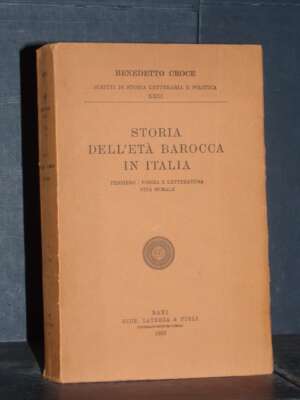 BENEDETTO CROCE
SCRITTI DI STORIA LETTERARIA E POLITICA
STORIA
DELL'ETÀ BAROCCA
IN ITALIA
PENSIERO - POESIA E LETTERATURA
VITA MORALE
BARI
GIUS. LATERZA & FIGLI